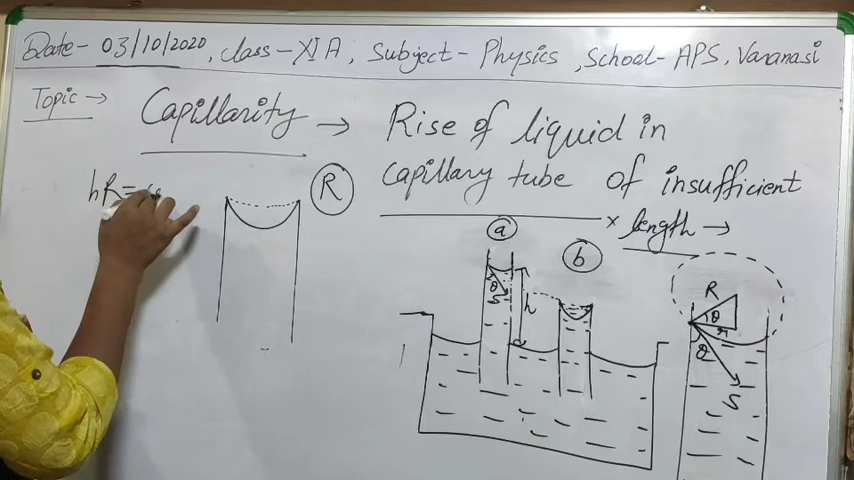 Date- 03/10/2020, Class-XI A, Subject- Physics, School- APS, Varanasi
Topic → Capillarity → Rise of liquid in
capillary tube of insufficient
length →
hR=
R
a
b
θ
S
h
R
θ
r
θ
S